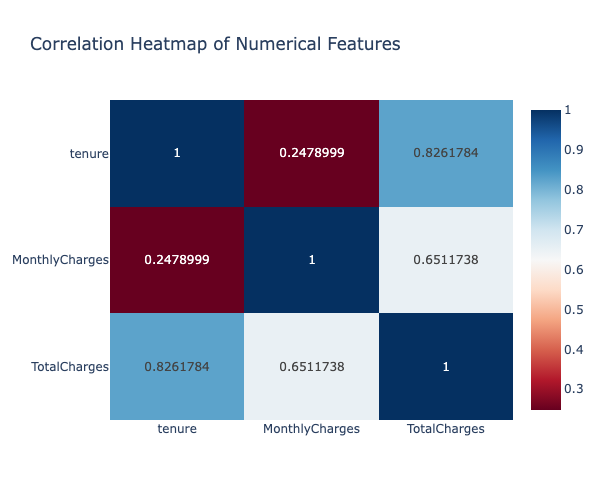 Correlation Heatmap of Numerical Features
tenure 1 0.2478999 0.8261784
MonthlyCharges 0.2478999 1 0.6511738
TotalCharges 0.8261784 0.6511738 1
tenure MonthlyCharges TotalCharges
1
0.9
0.8
0.7
0.6
0.5
0.4
0.3